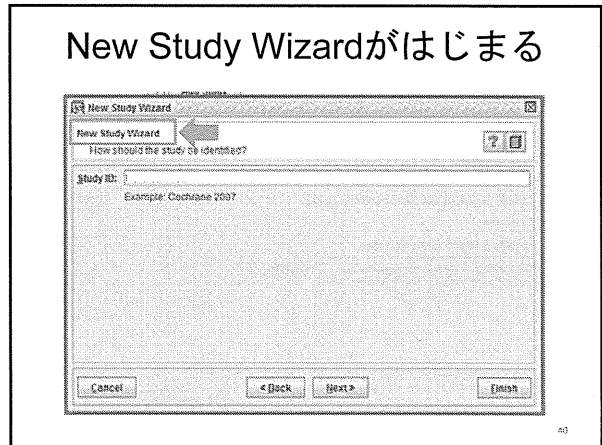 New Study Wizardがはじまる
New Study Wizard
New Study Wizard
How should the study be identified?
Study ID:
Example: Cochrane 2007
Cancel
< Back
Next >
Finish